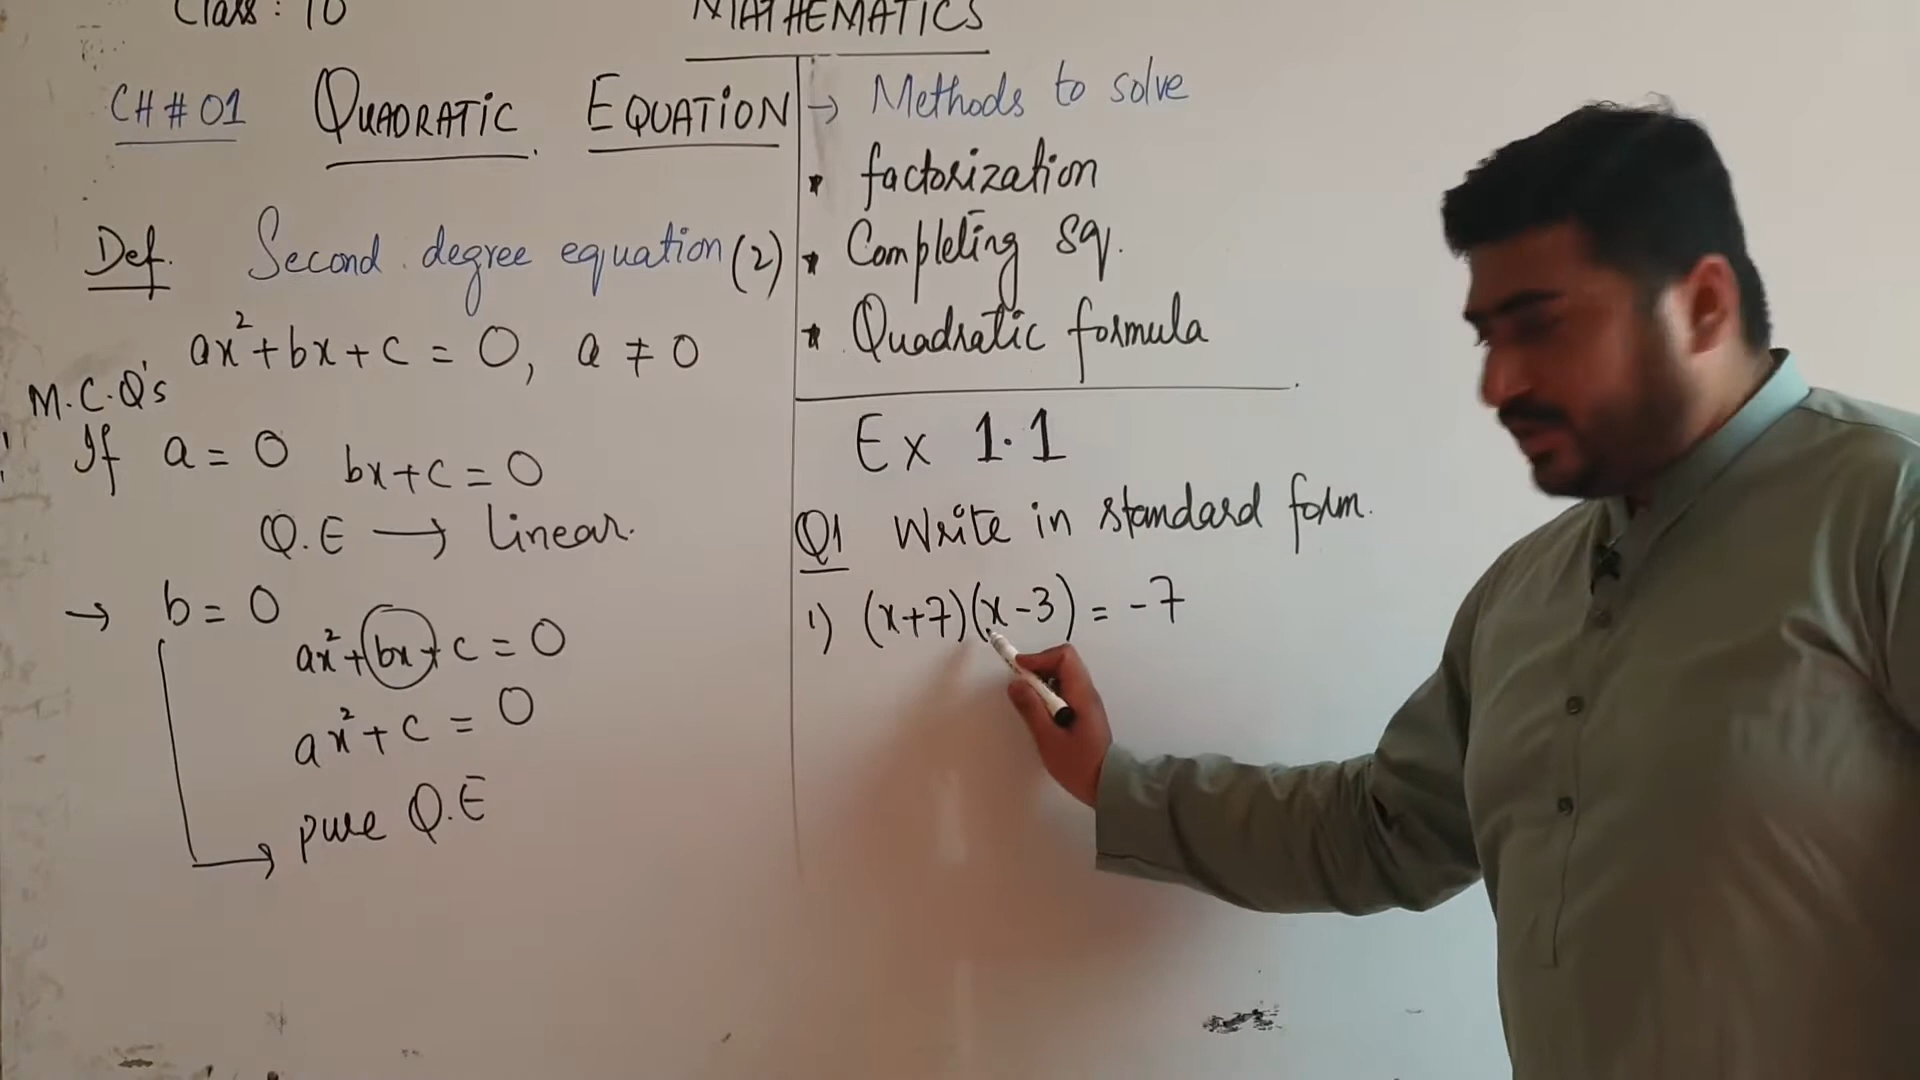 Class : 10
MATHEMATICS
CH # 01 QUADRATIC EQUATION
Def. Second degree equation (2)
ax² + bx + c = 0, a ≠ 0
M.C.Q's
If a = 0 bx + c = 0
Q.E → linear.
→ b = 0
ax² + bx + c = 0
ax² + c = 0
pure Q.E
→ Methods to solve
* factorization
* Completing sq.
* Quadratic formula
Ex 1.1
Q1 Write in standard form.
1) (x+7)(x-3) = -7